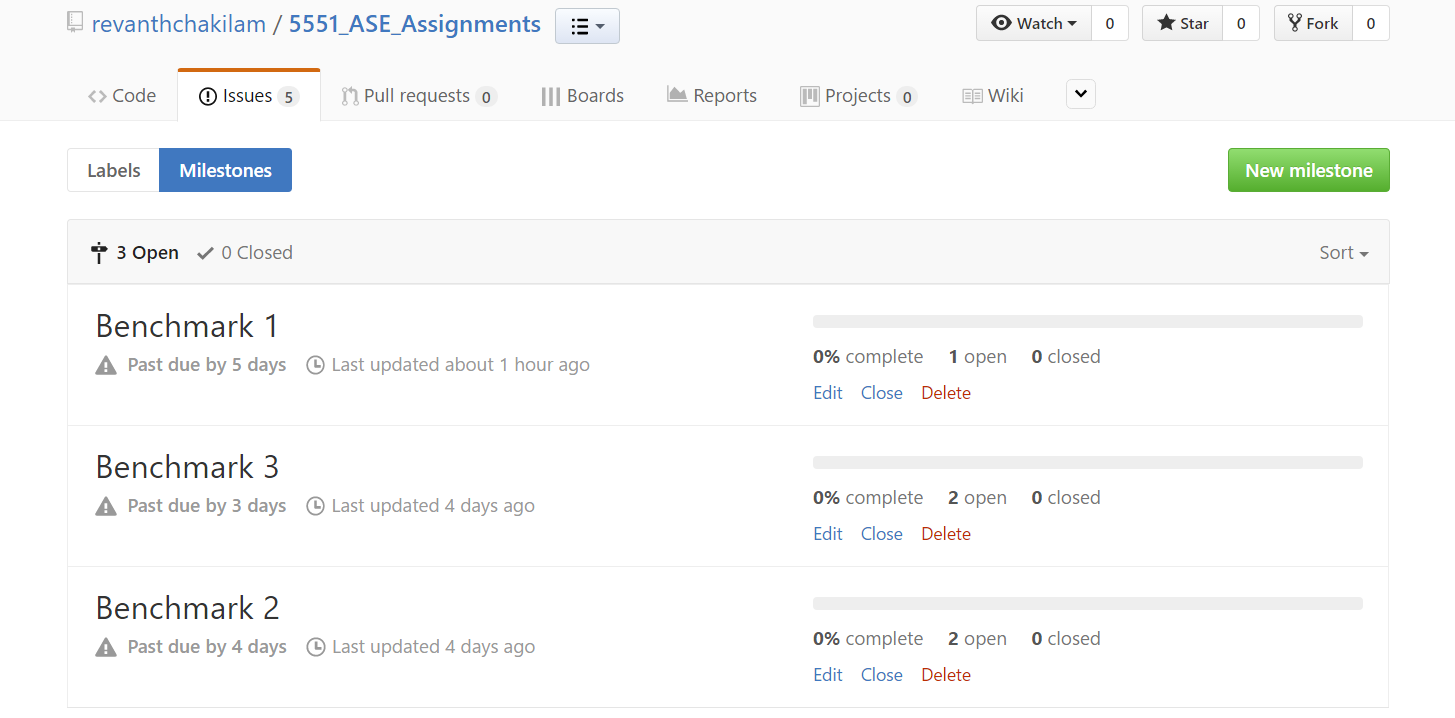 revanthchakilam / 5551_ASE_Assignments
Watch 0 Star 0 Fork 0
Code Issues 5 Pull requests 0 Boards Reports Projects 0 Wiki
Labels Milestones New milestone
3 Open 0 Closed Sort
Benchmark 1
Past due by 5 days Last updated about 1 hour ago
0% complete 1 open 0 closed
Edit Close Delete
Benchmark 3
Past due by 3 days Last updated 4 days ago
0% complete 2 open 0 closed
Edit Close Delete
Benchmark 2
Past due by 4 days Last updated 4 days ago
0% complete 2 open 0 closed
Edit Close Delete